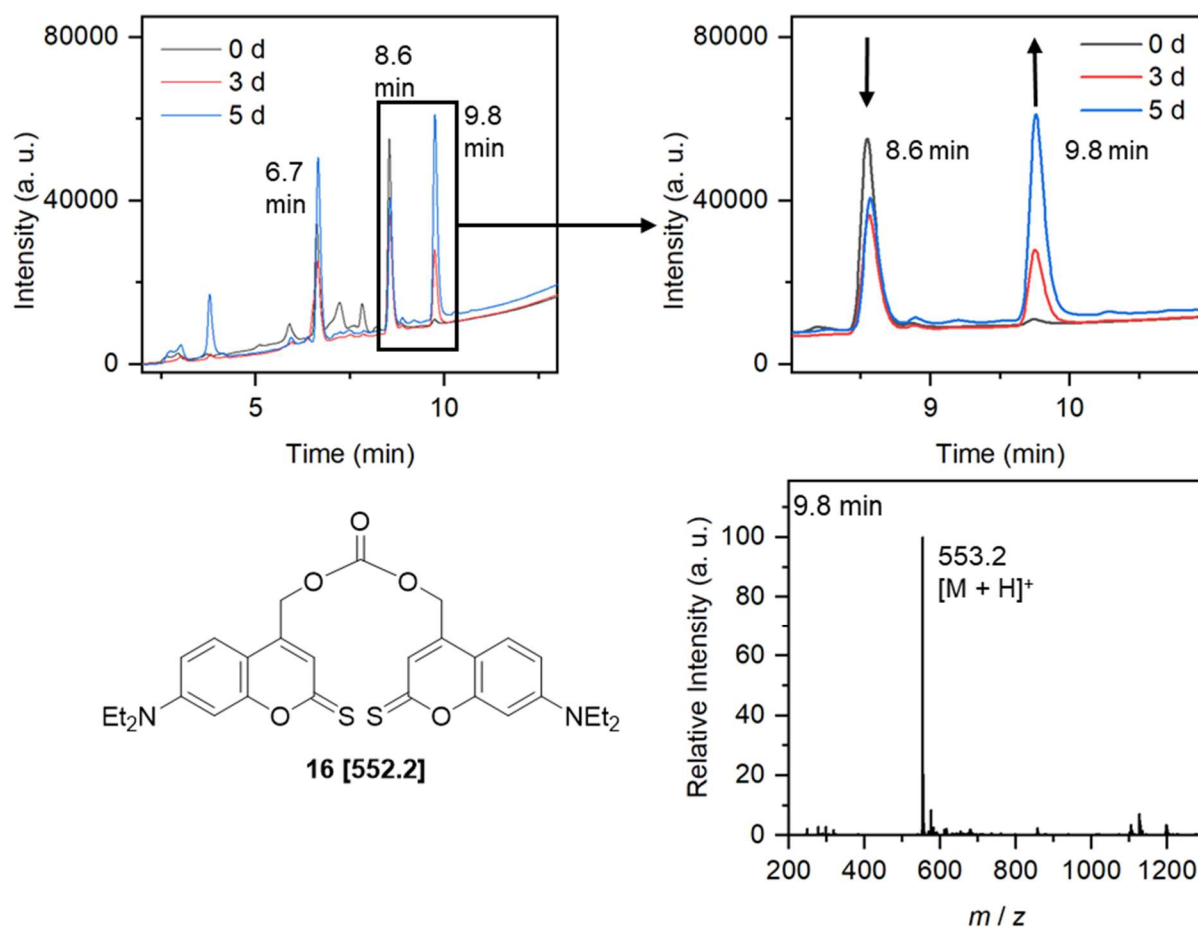 80000
40000
0
Intensity (a. u.)
0 d
3 d
5 d
6.7
min
8.6
min
9.8
min
5
10
Time (min)
80000
40000
0
Intensity (a. u.)
0 d
3 d
5 d
8.6 min
9.8 min
9
10
Time (min)
O
O
O
Et2N
O
S
S
O
NEt2
16 [552.2]
9.8 min
553.2
[M + H]+
100
80
60
40
20
0
Relative Intensity (a. u.)
200
400
600
800
1000
1200
m / z